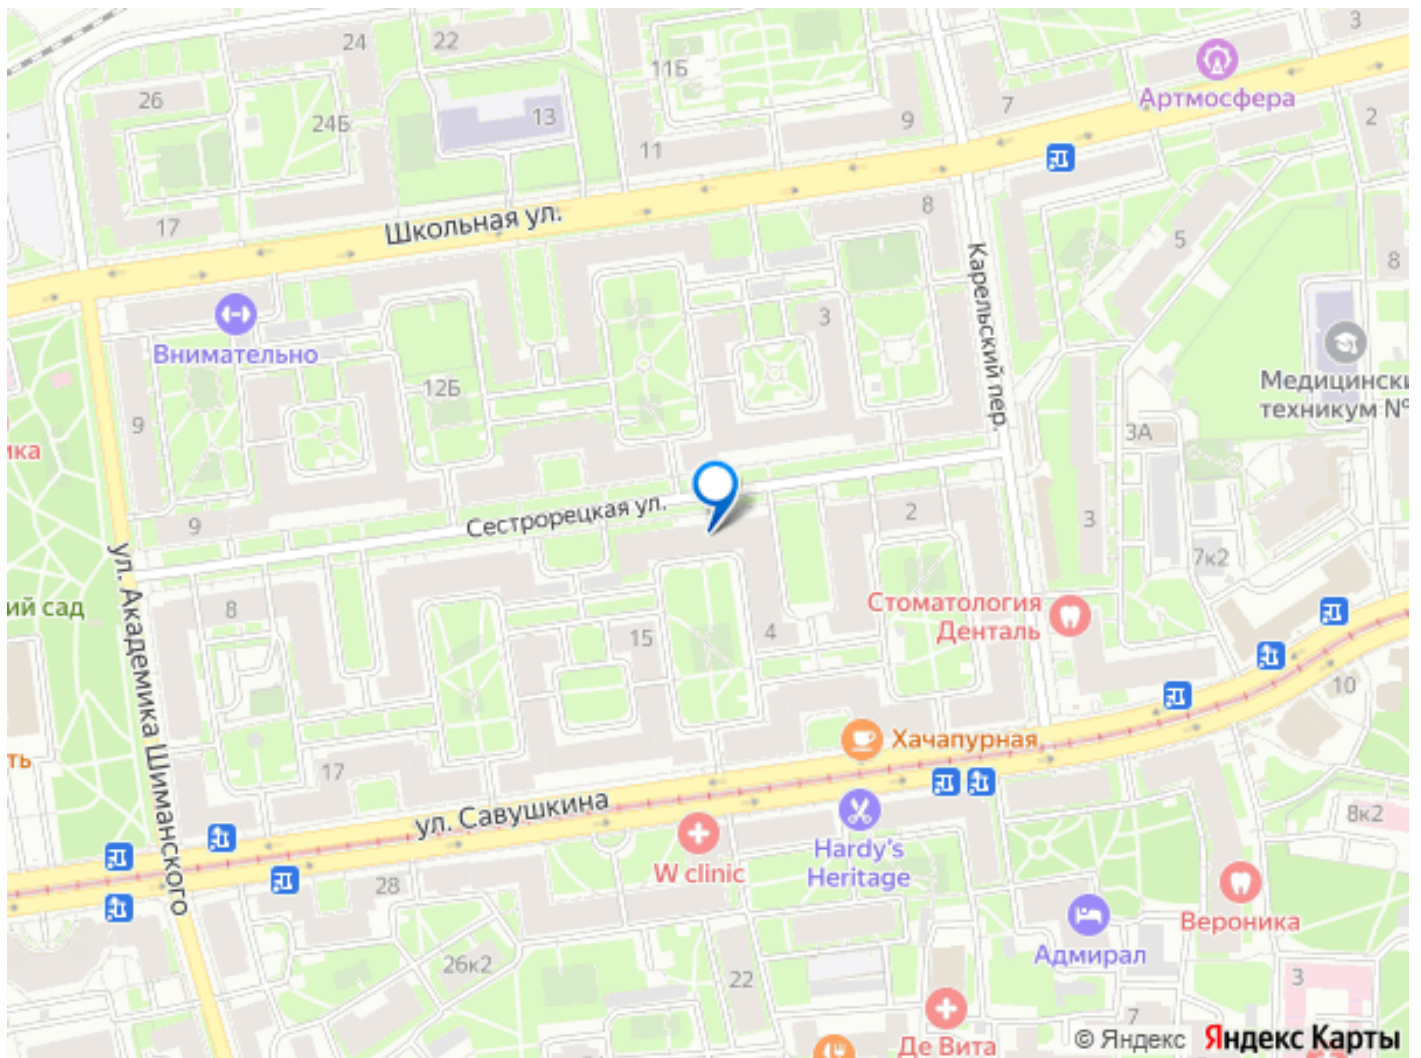 24
22
3
11Б
Артмосфера
26
24Б
13
7
9
2
11
17
Школьная ул.
8
5
8
Карельский пер.
Внимательно
3
12Б
Медицински
техникум №
9
3А
ика
Сестрорецкая ул.
9
2
3
7к2
ул. Академика Шиманского
ий сад
8
Стоматология
Денталь
15
4
10
Хачапурная
ть
17
ул. Савушкина
8к2
Hardy's
Heritage
W clinic
28
Вероника
Адмирал
26к2
22
3
7
Де Вита
© Яндекс Яндекс Карты